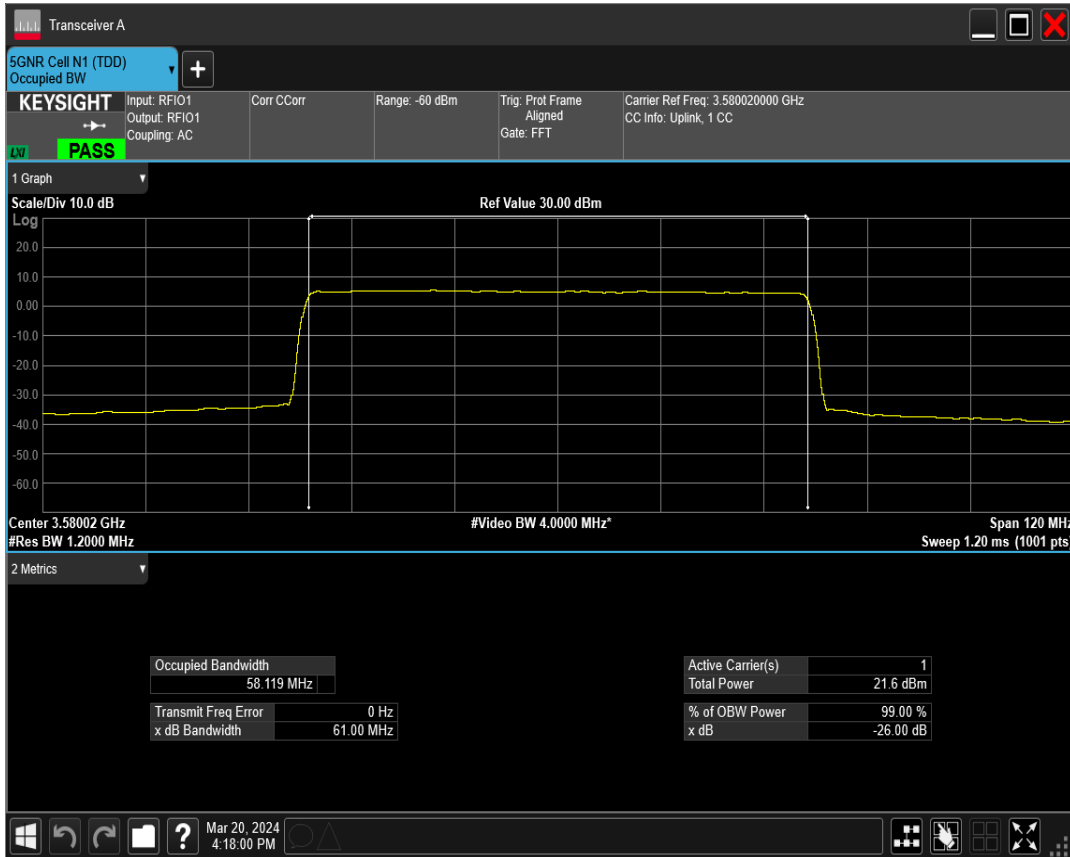 Transceiver A
5GNR Cell N1 (TDD)
Occupied BW
+
KEYSIGHT
LXI
PASS
Input: RFIO1
Output: RFIO1
Coupling: AC
Corr CCorr
Range: -60 dBm
Trig: Prot Frame
Aligned
Gate: FFT
Carrier Ref Freq: 3.580020000 GHz
CC Info: Uplink, 1 CC
1 Graph
Scale/Div 10.0 dB
Ref Value 30.00 dBm
Log
20.0
10.0
0.00
-10.0
-20.0
-30.0
-40.0
-50.0
-60.0
Center 3.58002 GHz
#Video BW 4.0000 MHz*
Span 120 MHz
#Res BW 1.2000 MHz
Sweep 1.20 ms (1001 pts)
2 Metrics
Occupied Bandwidth
58.119 MHz
Transmit Freq Error 0 Hz
x dB Bandwidth 61.00 MHz
Active Carrier(s) 1
Total Power 21.6 dBm
% of OBW Power 99.00 %
x dB -26.00 dB
?
Mar 20, 2024
4:18:00 PM